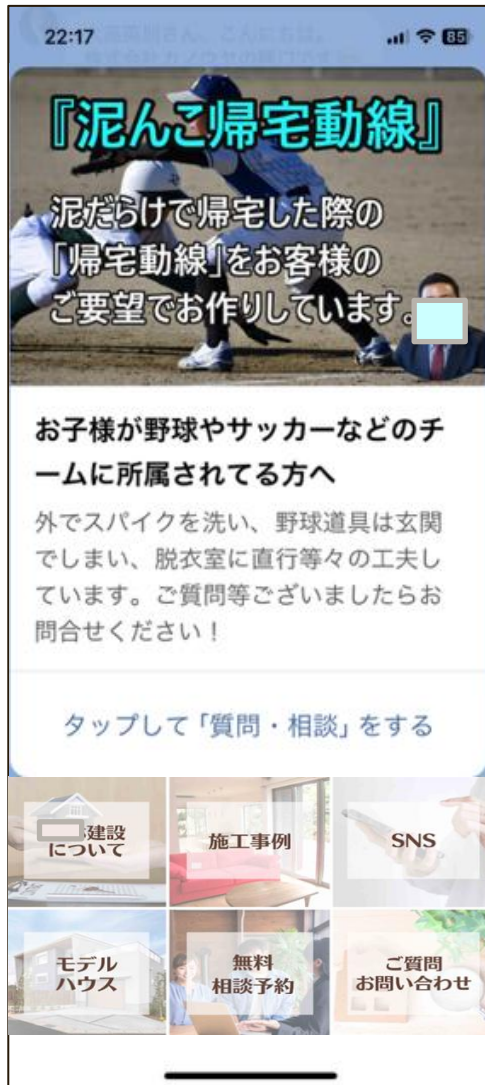 22:17
85
『泥んこ帰宅動線』
泥だらけで帰宅した際の
「帰宅動線」をお客様の
ご要望でお作りしています。
お子様が野球やサッカーなどのチ
ームに所属されてる方へ
外でスパイクを洗い、野球道具は玄関
でしまい、脱衣室に直行等々の工夫し
ています。ご質問等ございましたらお
問合せください！
タップして「質問・相談」をする
建設
について
施工事例
SNS
モデル
ハウス
無料
相談予約
ご質問
お問い合わせ